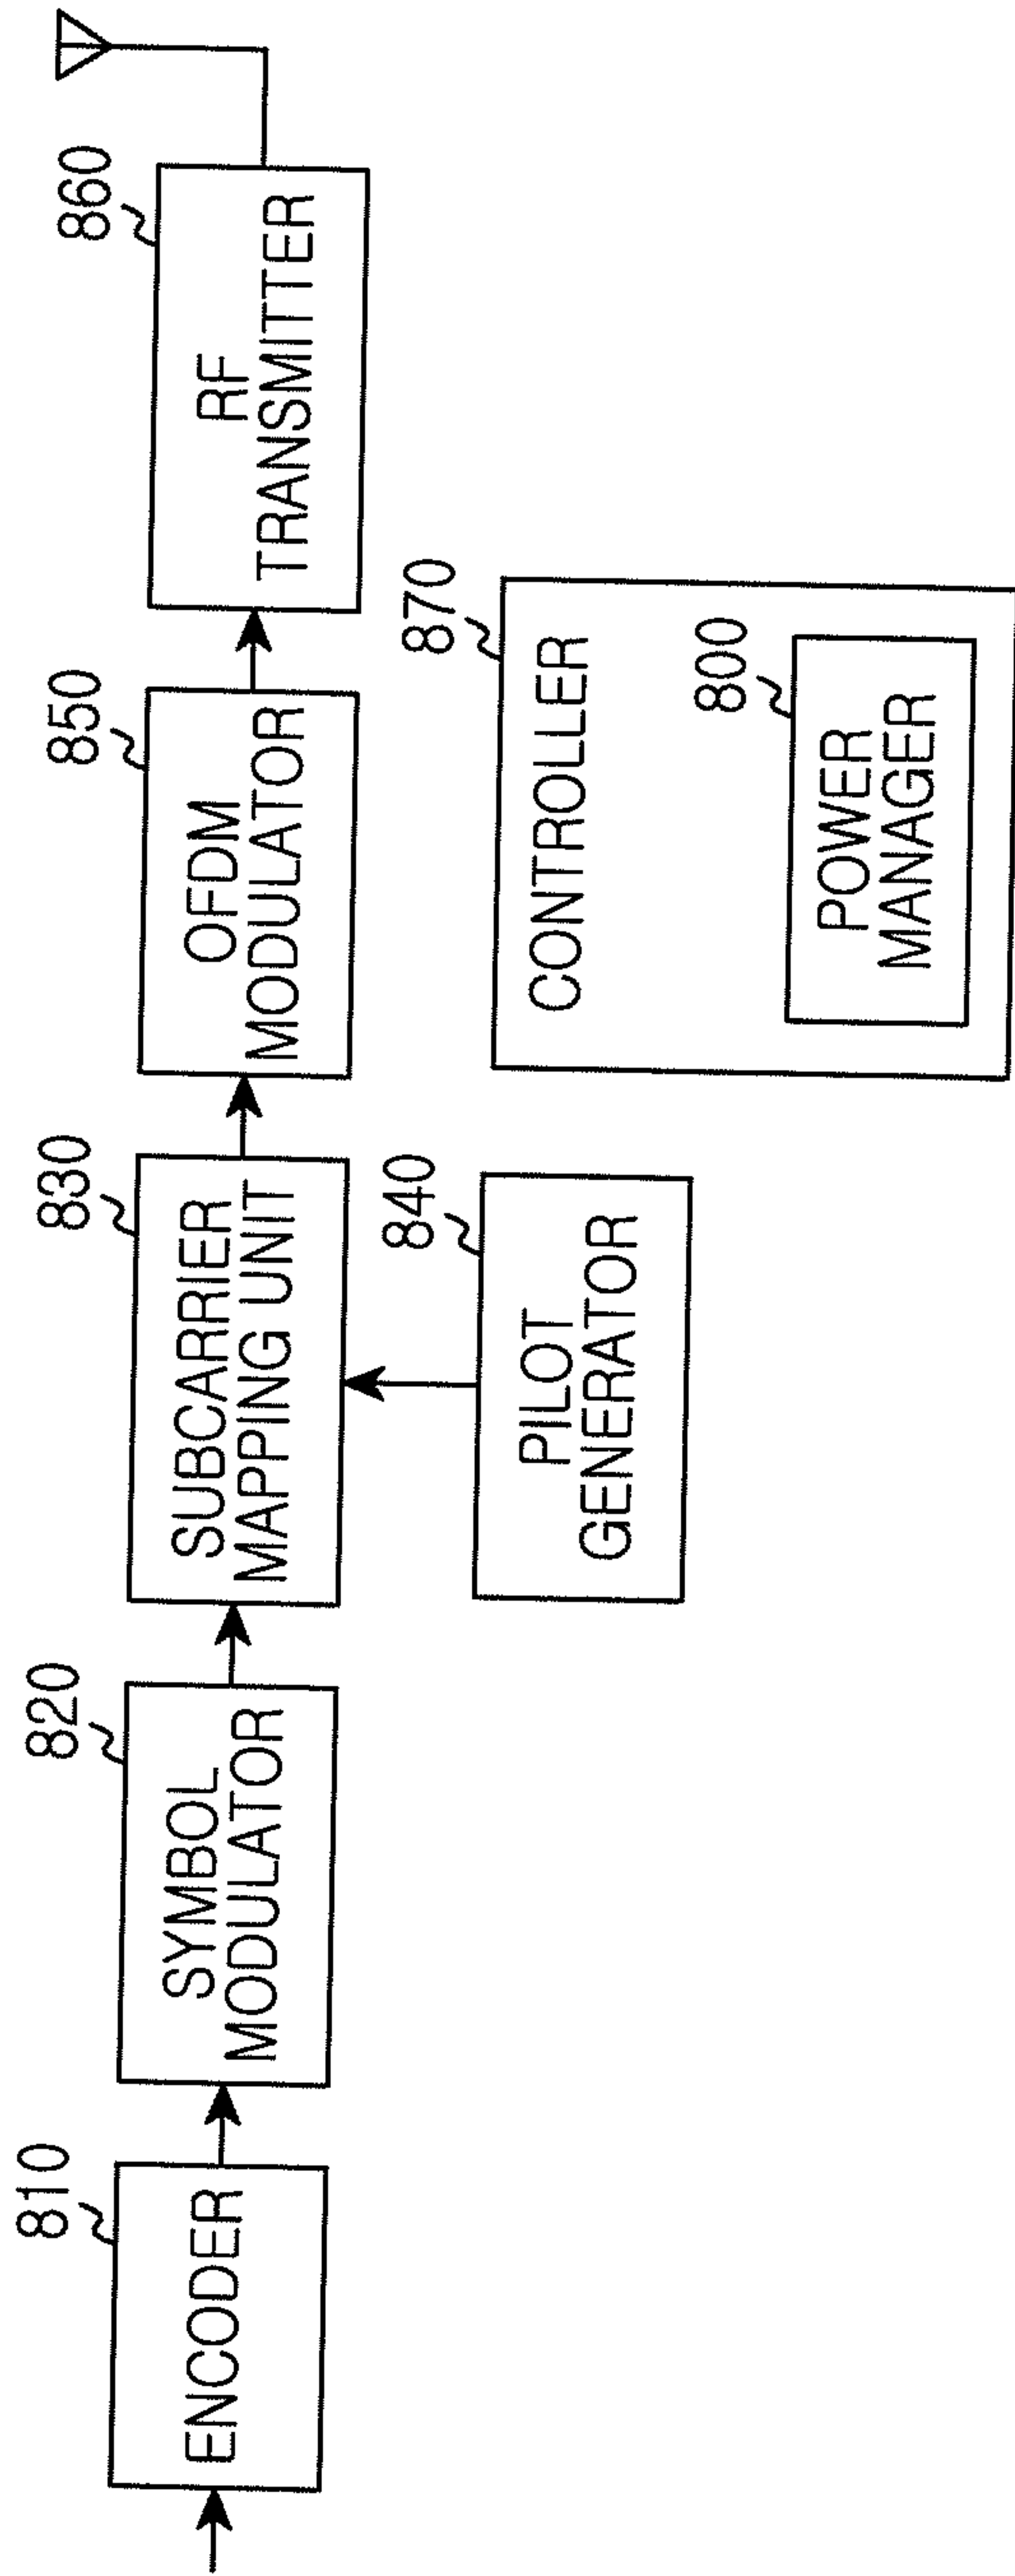 810
ENCODER
820
SYMBOL
MODULATOR
830
SUBCARRIER
MAPPING UNIT
840
PILOT
GENERATOR
850
OFDM
MODULATOR
860
RF
TRANSMITTER
870
CONTROLLER
800
POWER
MANAGER